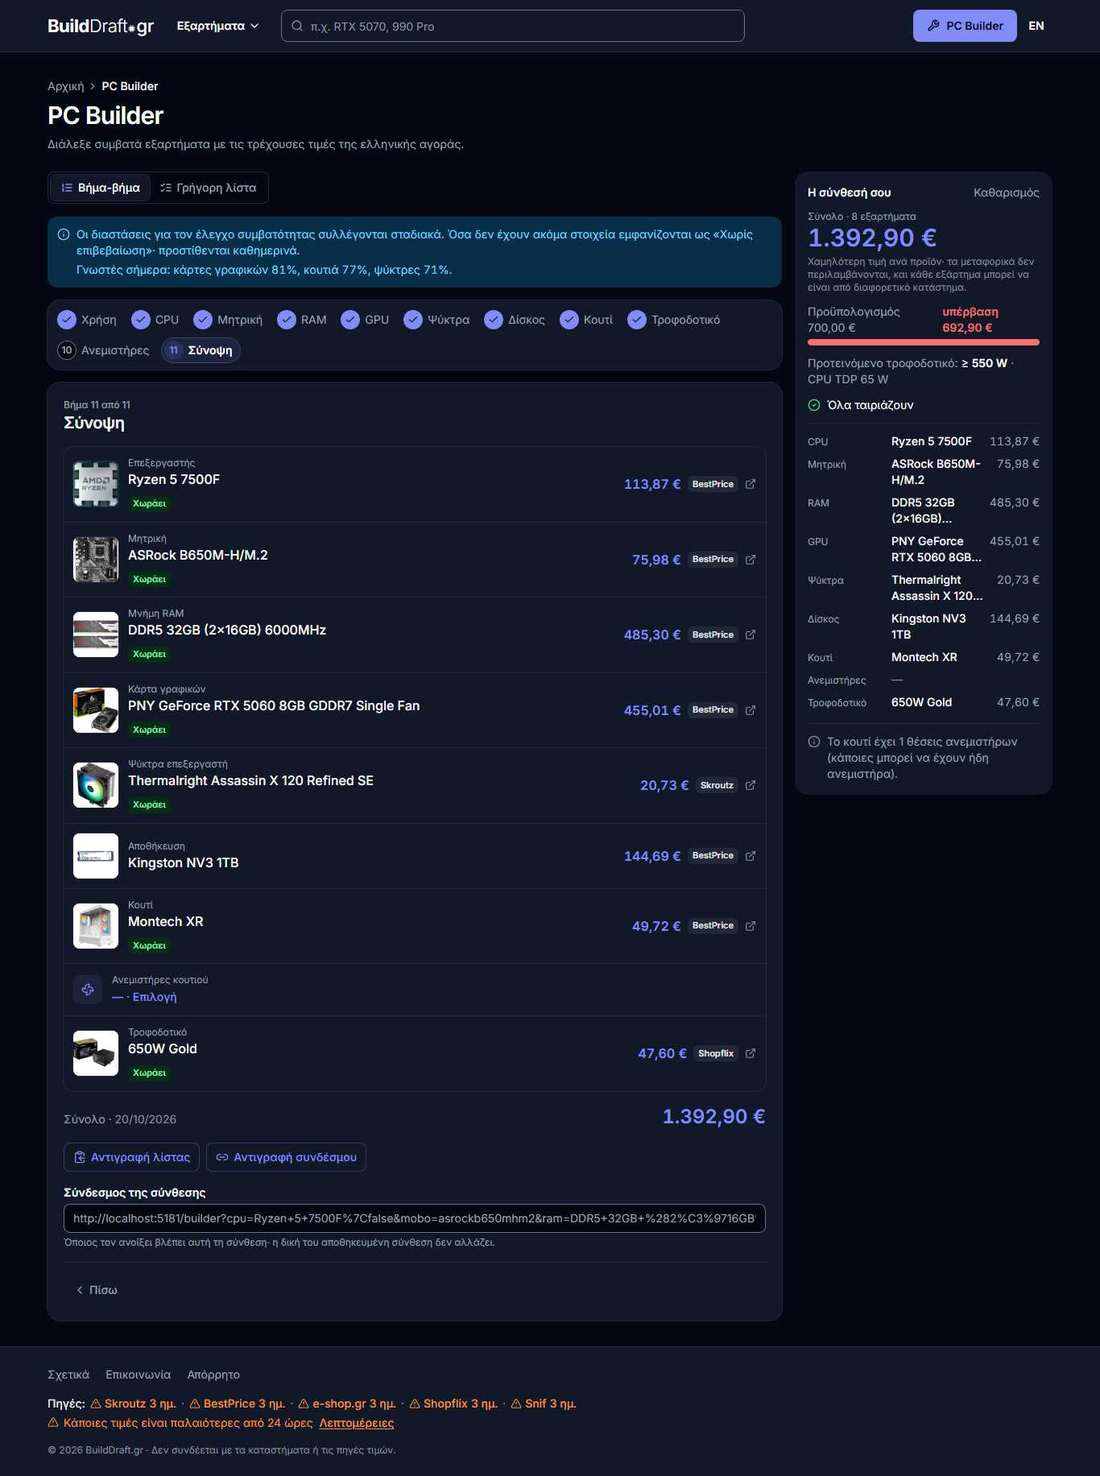 BuildDraft.gr
Εξαρτήματα
π.χ. RTX 5070, 990 Pro
PC Builder
EN
Αρχική > PC Builder
PC Builder
Διάλεξε συμβατά εξαρτήματα με τις τρέχουσες τιμές της ελληνικής αγοράς.
Βήμα-βήμα
Γρήγορη λίστα
Οι διαστάσεις για τον έλεγχο συμβατότητας συλλέγονται σταδιακά. Όσα δεν έχουν ακόμα στοιχεία εμφανίζονται ως «Χωρίς
επιβεβαίωση»· προστίθενται καθημερινά.
Γνωστές σήμερα: κάρτες γραφικών 81%, κουτιά 77%, ψύκτρες 71%.
Χρήση
CPU
Μητρική
RAM
GPU
Ψύκτρα
Δίσκος
Κουτί
Τροφοδοτικό
10 Ανεμιστήρες
11 Σύνοψη
Βήμα 11 από 11
Σύνοψη
Επεξεργαστής
AMD RYZEN
Ryzen 5 7500F
113,87 € BestPrice
Χωράει
Μητρική
ASRock B650M-H/M.2
75,98 € BestPrice
Χωράει
Μνήμη RAM
DDR5 32GB (2×16GB) 6000MHz
485,30 € BestPrice
Χωράει
Κάρτα γραφικών
PNY GeForce RTX 5060 8GB GDDR7 Single Fan
455,01 € BestPrice
Χωράει
Ψύκτρα επεξεργαστή
Thermalright Assassin X 120 Refined SE
20,73 € Skroutz
Χωράει
Αποθήκευση
Kingston NV3 1TB
144,69 € BestPrice
Κουτί
Montech XR
49,72 € BestPrice
Χωράει
Ανεμιστήρες κουτιού
— · Επιλογή
Τροφοδοτικό
650W Gold
47,60 € Shopflix
Χωράει
Σύνολο · 20/10/2026
1.392,90 €
Αντιγραφή λίστας
Αντιγραφή συνδέσμου
Σύνδεσμος της σύνθεσης
http://localhost:5181/builder?cpu=Ryzen+5+7500F%7Cfalse&mobo=asrockb650mhm2&ram=DDR5+32GB+%282%C3%9716GB
Όποιος τον ανοίξει βλέπει αυτή τη σύνθεση· η δική του αποθηκευμένη σύνθεση δεν αλλάζει.
Πίσω
Η σύνθεσή σου
Καθαρισμός
Σύνολο · 8 εξαρτήματα
1.392,90 €
Χαμηλότερη τιμή ανά προϊόν· τα μεταφορικά δεν
περιλαμβάνονται, και κάθε εξάρτημα μπορεί να
είναι από διαφορετικό κατάστημα.
Προϋπολογισμός
700,00 €
υπέρβαση
692,90 €
Προτεινόμενο τροφοδοτικό: ≥ 550 W ·
CPU TDP 65 W
Όλα ταιριάζουν
CPU Ryzen 5 7500F 113,87 €
Μητρική ASRock B650M- 75,98 €
H/M.2
RAM DDR5 32GB 485,30 €
(2×16GB)...
GPU PNY GeForce 455,01 €
RTX 5060 8GB...
Ψύκτρα Thermalright 20,73 €
Assassin X 120...
Δίσκος Kingston NV3 144,69 €
1TB
Κουτί Montech XR 49,72 €
Ανεμιστήρες —
Τροφοδοτικό 650W Gold 47,60 €
Το κουτί έχει 1 θέσεις ανεμιστήρων
(κάποιες μπορεί να έχουν ήδη
ανεμιστήρα).
Σχετικά
Επικοινωνία
Απόρρητο
Πηγές: Skroutz 3 ημ. · BestPrice 3 ημ. · e-shop.gr 3 ημ. · Shopflix 3 ημ. · Snif 3 ημ.
Κάποιες τιμές είναι παλαιότερες από 24 ώρες Λεπτομέρειες
© 2026 BuildDraft.gr · Δεν συνδέεται με τα καταστήματα ή τις πηγές τιμών.